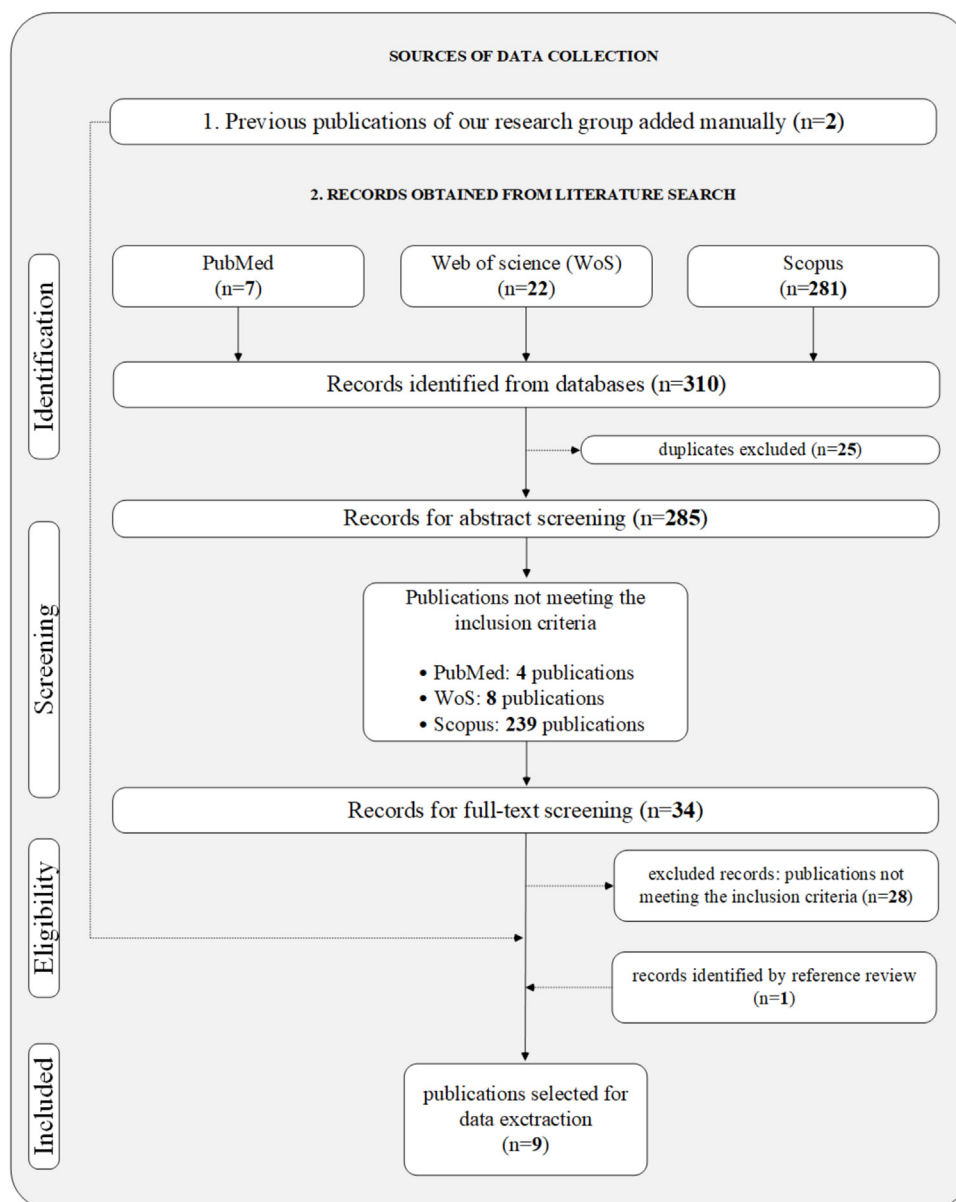 SOURCES OF DATA COLLECTION
1. Previous publications of our research group added manually (n=2)
2. RECORDS OBTAINED FROM LITERATURE SEARCH
Identification
PubMed
(n=7)
Web of science (WoS)
(n=22)
Scopus
(n=281)
Records identified from databases (n=310)
duplicates excluded (n=25)
Screening
Records for abstract screening (n=285)
Publications not meeting the
inclusion criteria
• PubMed: 4 publications
• WoS: 8 publications
• Scopus: 239 publications
Records for full-text screening (n=34)
Eligibility
excluded records: publications not
meeting the inclusion criteria (n=28)
records identified by reference review
(n=1)
Included
publications selected for
data exctraction
(n=9)